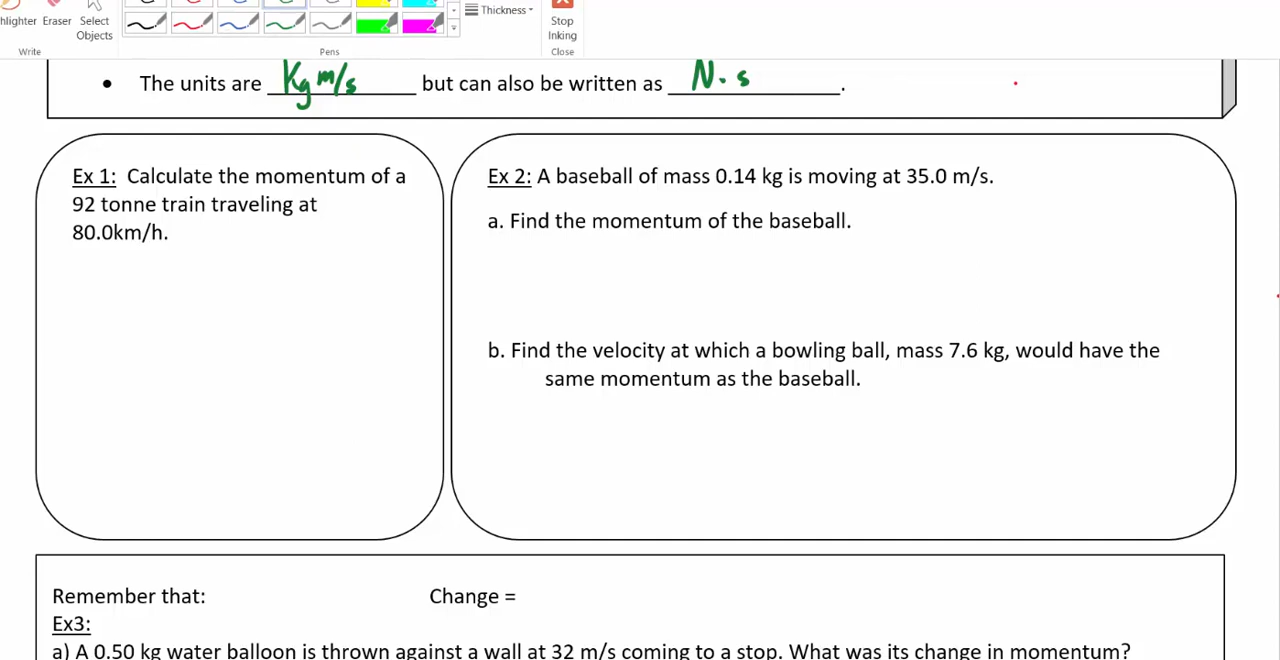 hlighter Eraser Select Objects
Thickness
Stop Inking
Write
Pens
Close
• The units are Kg m/s but can also be written as N·s.
Ex 1: Calculate the momentum of a
92 tonne train traveling at
80.0km/h.
Ex 2: A baseball of mass 0.14 kg is moving at 35.0 m/s.
a. Find the momentum of the baseball.
b. Find the velocity at which a bowling ball, mass 7.6 kg, would have the
same momentum as the baseball.
Remember that: Change =
Ex3:
a) A 0.50 kg water balloon is thrown against a wall at 32 m/s coming to a stop. What was its change in momentum?